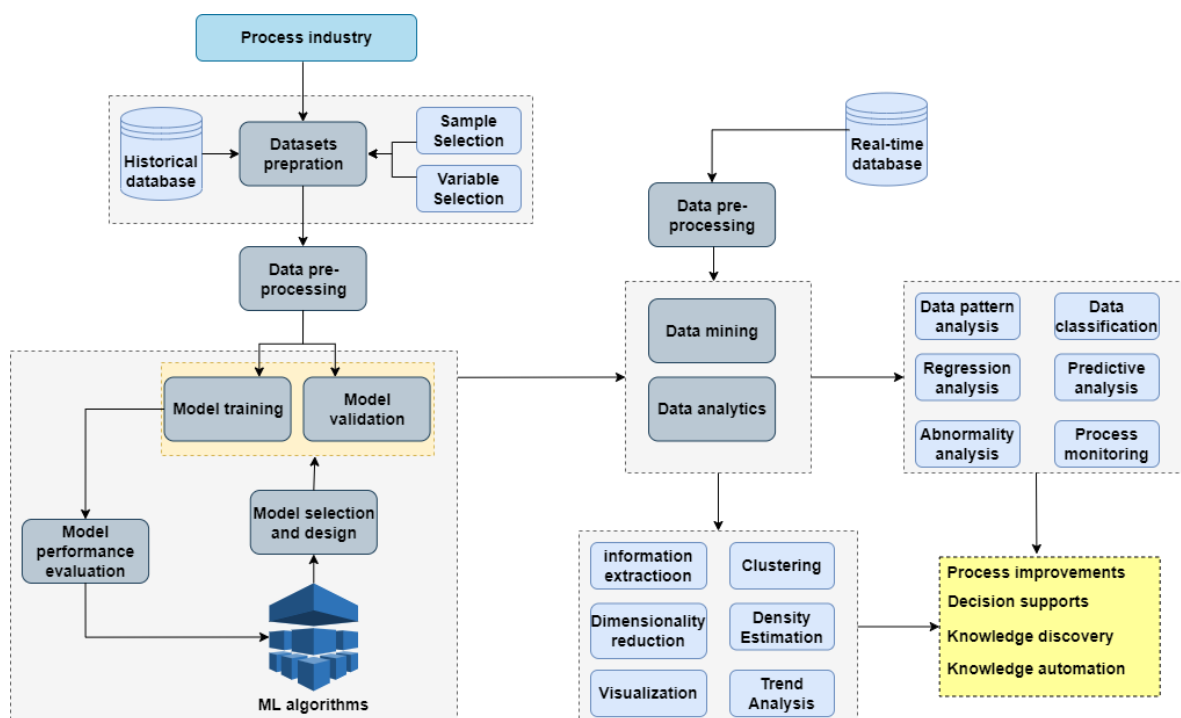 Process industry
Historical
database
Datasets
prepration
Sample
Selection
Variable
Selection
Real-time
database
Data pre-
processing
Data pre-
processing
Model training
Model
validation
Model selection
and design
Model
performance
evaluation
ML algorithms
Data mining
Data analytics
Data pattern
analysis
Data
classification
Regression
analysis
Predictive
analysis
Abnormality
analysis
Process
monitoring
information
extractioon
Clustering
Dimensionality
reduction
Density
Estimation
Visualization
Trend
Analysis
Process improvements
Decision supports
Knowledge discovery
Knowledge automation